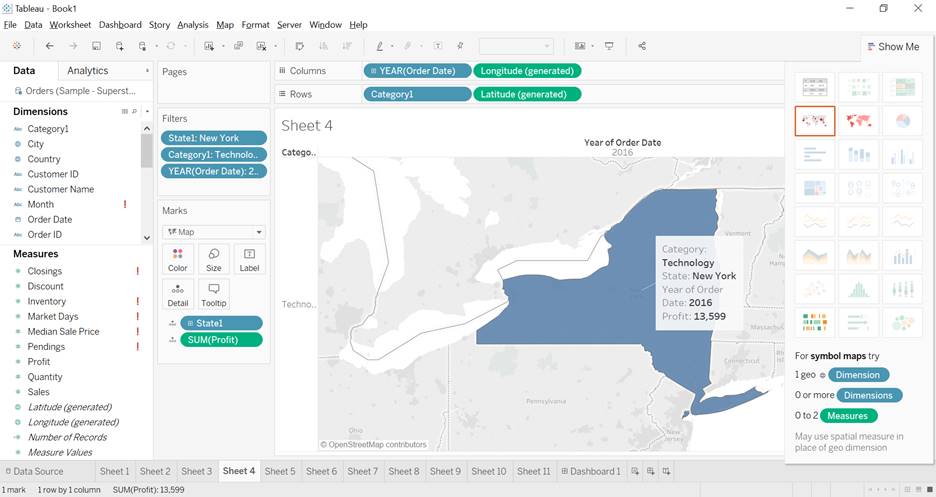 Tableau - Book1
File Data Worksheet Dashboard Story Analysis Map Format Server Window Help
Show Me
Data Analytics
Pages
Columns YEAR(Order Date) Longitude (generated)
Orders (Sample - Superst...
Rows Category1 Latitude (generated)
Dimensions
Filters
Sheet 4
Abc Category1
City
Country
Abc Customer ID
Abc Customer Name
Abc Month !
Order Date
Abc Order ID
State1: New York
Category1: Technolo..
YEAR(Order Date): 2..
Year of Order Date
Catego.. 2016
Marks
Map
Color Size Label
Detail Tooltip
State1
SUM(Profit)
Measures
Closings !
Discount
Inventory !
Market Days !
Median Sale Price !
Pendings !
Profit
Quantity
Sales
Latitude (generated)
Longitude (generated)
Number of Records
Measure Values
Techno..
Vermont
Massachus
Connecticut
Pennsylvania
Ohio
New
Jersey
Category:
Technology
State: New York
Year of Order
Date: 2016
Profit: 13,599
© OpenStreetMap contributors
For symbol maps try
1 geo Dimension
0 or more Dimensions
0 to 2 Measures
May use spatial measure in
place of geo dimension
Data Source Sheet 1 Sheet 2 Sheet 3 Sheet 4 Sheet 5 Sheet 6 Sheet 7 Sheet 8 Sheet 9 Sheet 10 Sheet 11 Dashboard 1
1 mark 1 row by 1 column SUM(Profit): 13,599